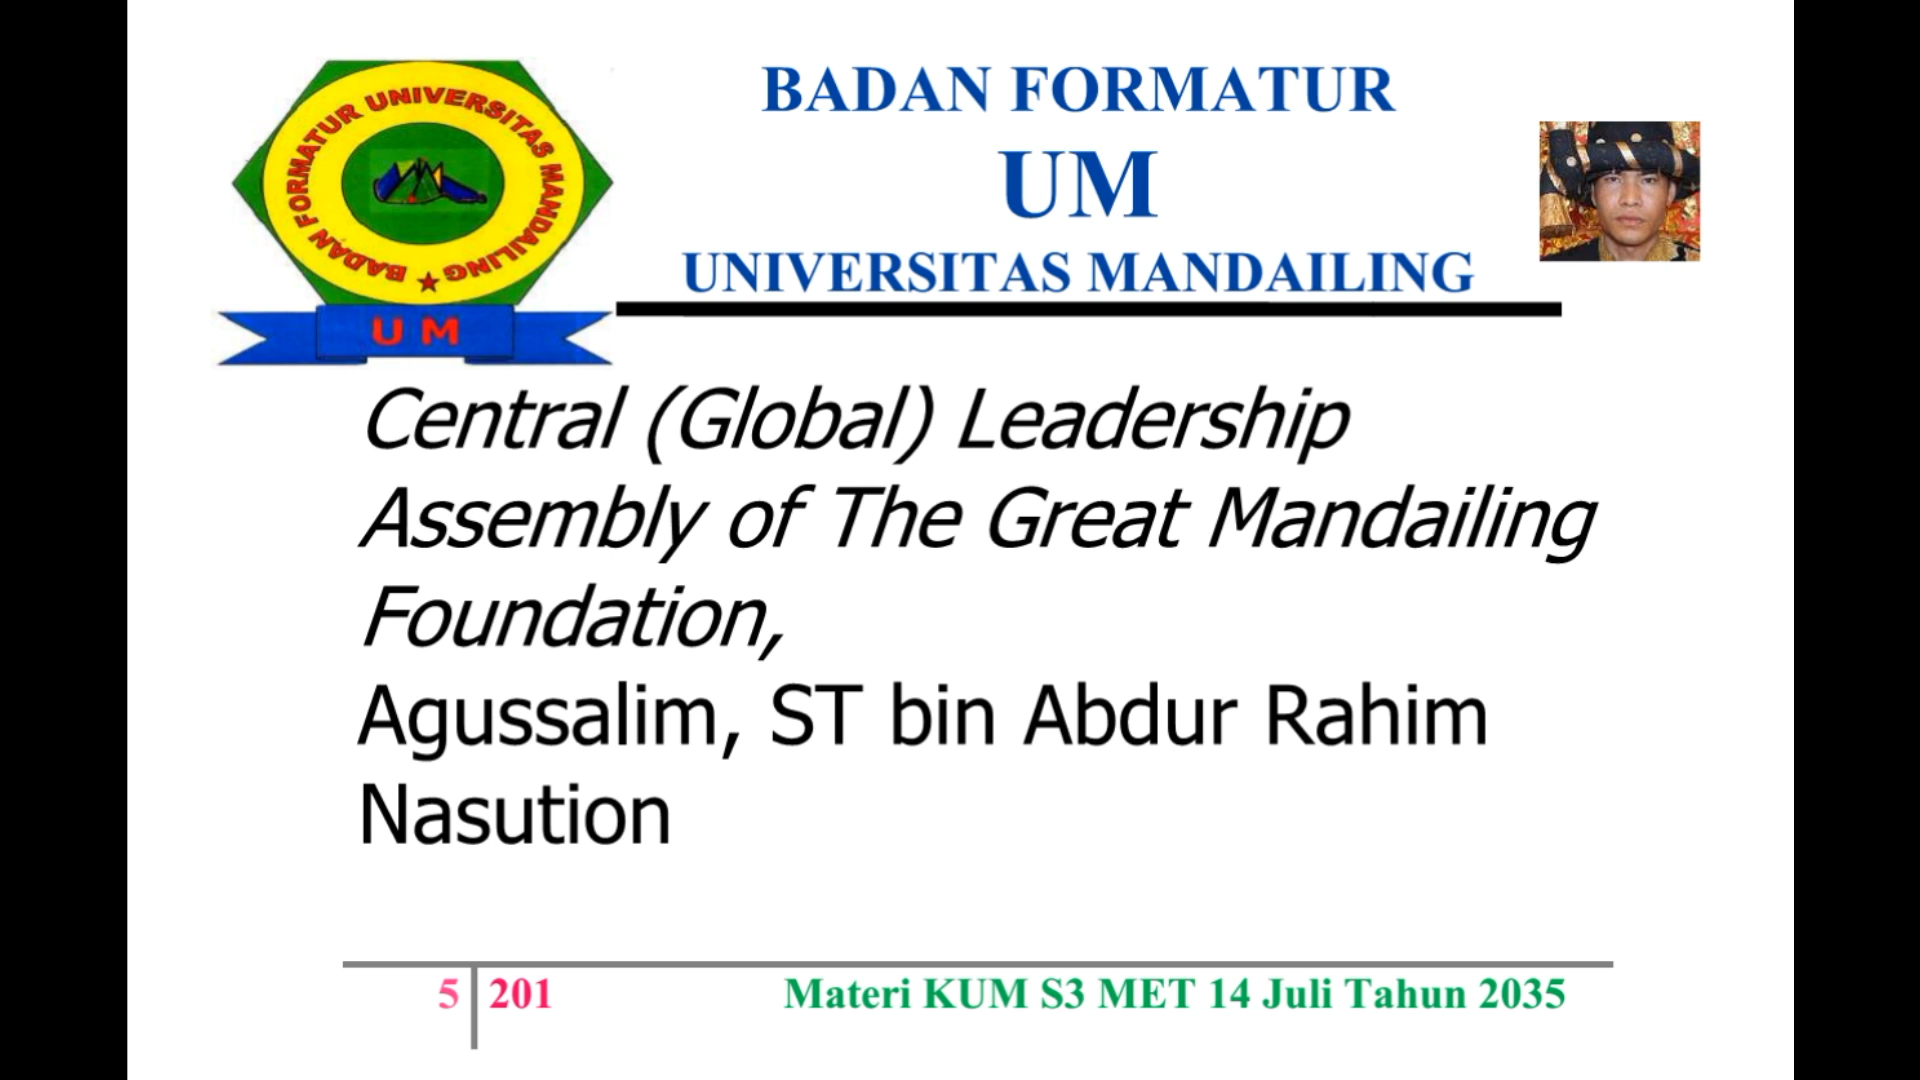 BADAN FORMATUR UNIVERSITAS MANDAILING
UM
BADAN FORMATUR
UM
UNIVERSITAS MANDAILING
Central (Global) Leadership
Assembly of The Great Mandailing
Foundation,
Agussalim, ST bin Abdur Rahim
Nasution
5 201
Materi KUM S3 MET 14 Juli Tahun 2035